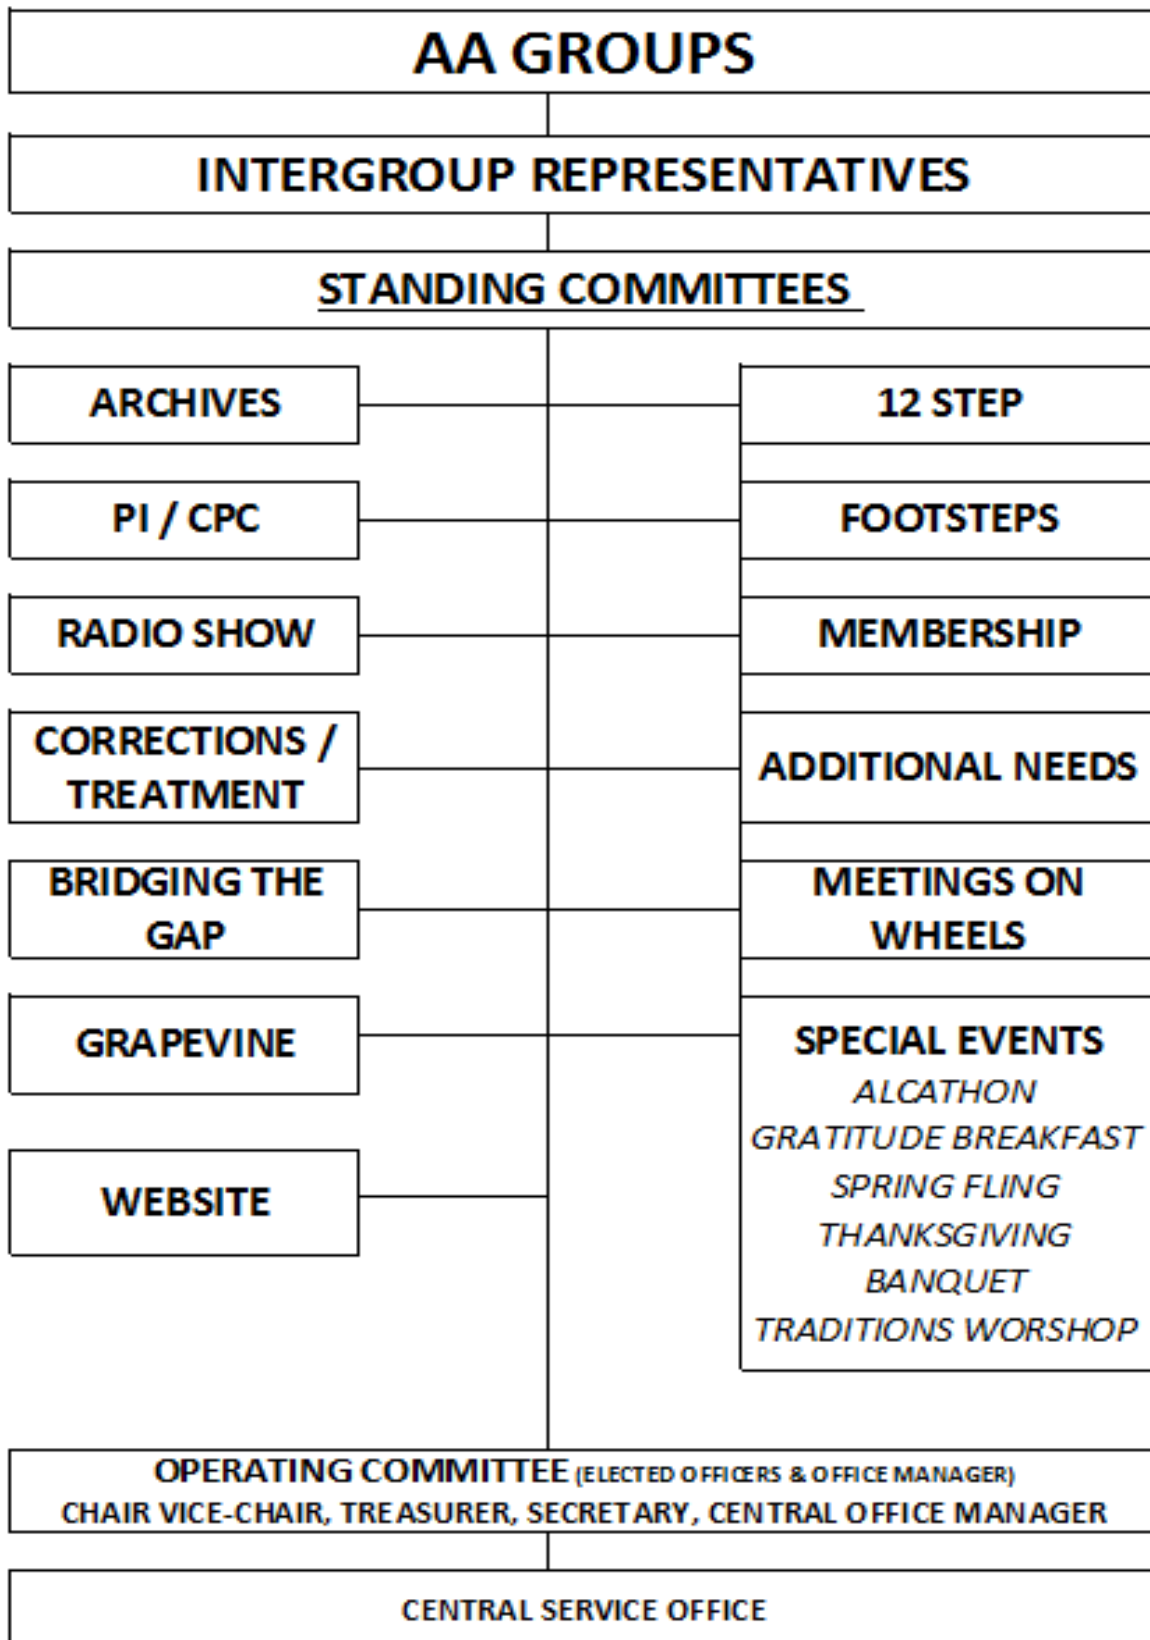 AA GROUPS
INTERGROUP REPRESENTATIVES
STANDING COMMITTEES
ARCHIVES
12 STEP
PI / CPC
FOOTSTEPS
RADIO SHOW
MEMBERSHIP
CORRECTIONS /
TREATMENT
ADDITIONAL NEEDS
BRIDGING THE
GAP
MEETINGS ON
WHEELS
GRAPEVINE
SPECIAL EVENTS
ALCATHON
GRATITUDE BREAKFAST
SPRING FLING
THANKSGIVING
BANQUET
TRADITIONS WORSHOP
WEBSITE
OPERATING COMMITTEE (ELECTED OFFICERS & OFFICE MANAGER)
CHAIR VICE-CHAIR, TREASURER, SECRETARY, CENTRAL OFFICE MANAGER
CENTRAL SERVICE OFFICE